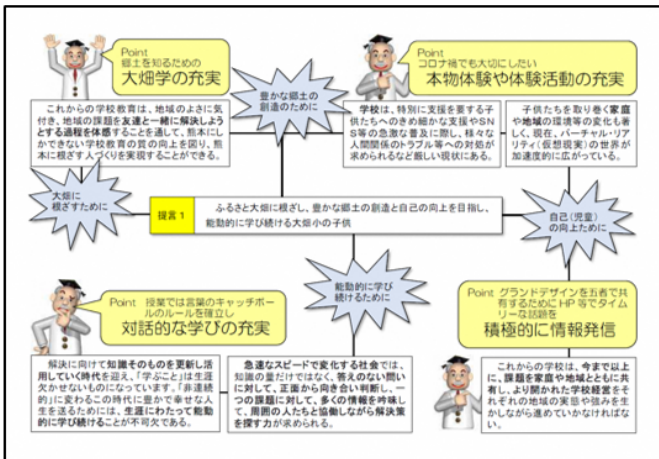 Point
郷土を知るための
大畑学の充実
豊かな郷土の
創造のために
Point
コロナ禍でも大切にしたい
本物体験や体験活動の充実
これからの学校教育は、地域のよさに気
付き、地域の課題を友達と一緒に解決しよう
とする過程を体感することを通して、熊本に
しかできない学校教育の質の向上を図り、熊
本に根ざす人づくりを実現することができる。
学校は、特別に支援を要する子
供たちへのきめ細かな支援やSN
S等の急激な普及に際し、様々な
人間関係のトラブル等への対処が
求められるなど厳しい現状にある。
子供たちを取り巻く家庭
や地域の環境等の変化も著
しく、現在、バーチャル・リア
リティ(仮想現実)の世界が
加速度的に広がっている。
大畑に
根ざすために
提言1
ふるさと大畑に根ざし、豊かな郷土の創造と自己の向上を目指し、
能動的に学び続ける大畑小の子供
自己(児童)
の向上ために
能動的に学び
続けるために
Point 授業では言葉のキャッチボー
ルのルールを確立し
対話的な学びの充実
Point グランドデザインを五者で共
有するためにHP等でタイム
リーな話題を
積極的に情報発信
解決に向けて知識そのものを更新し活
用していく時代を迎え、「学ぶこと」は生涯
欠かせないものになっています。「非連続
的」に変わるこの時代に豊かで幸せな人
生を送るためには、生涯にわたって能動
的に学び続けることが不可欠である。
急速なスピードで変化する社会では、
知識の量だけではなく、答えのない問い
に対して、正面から向き合い判断し、一
つの課題に対して、多くの情報を吟味し
て、周囲の人たちと協働しながら解決策
を探す力が求められる。
これからの学校は、今まで以上
に、課題を家庭や地域とともに共
有し、より開かれた学校経営をそ
れぞれの地域の実態や強みを生
かしながら進めていかなければな
らない。